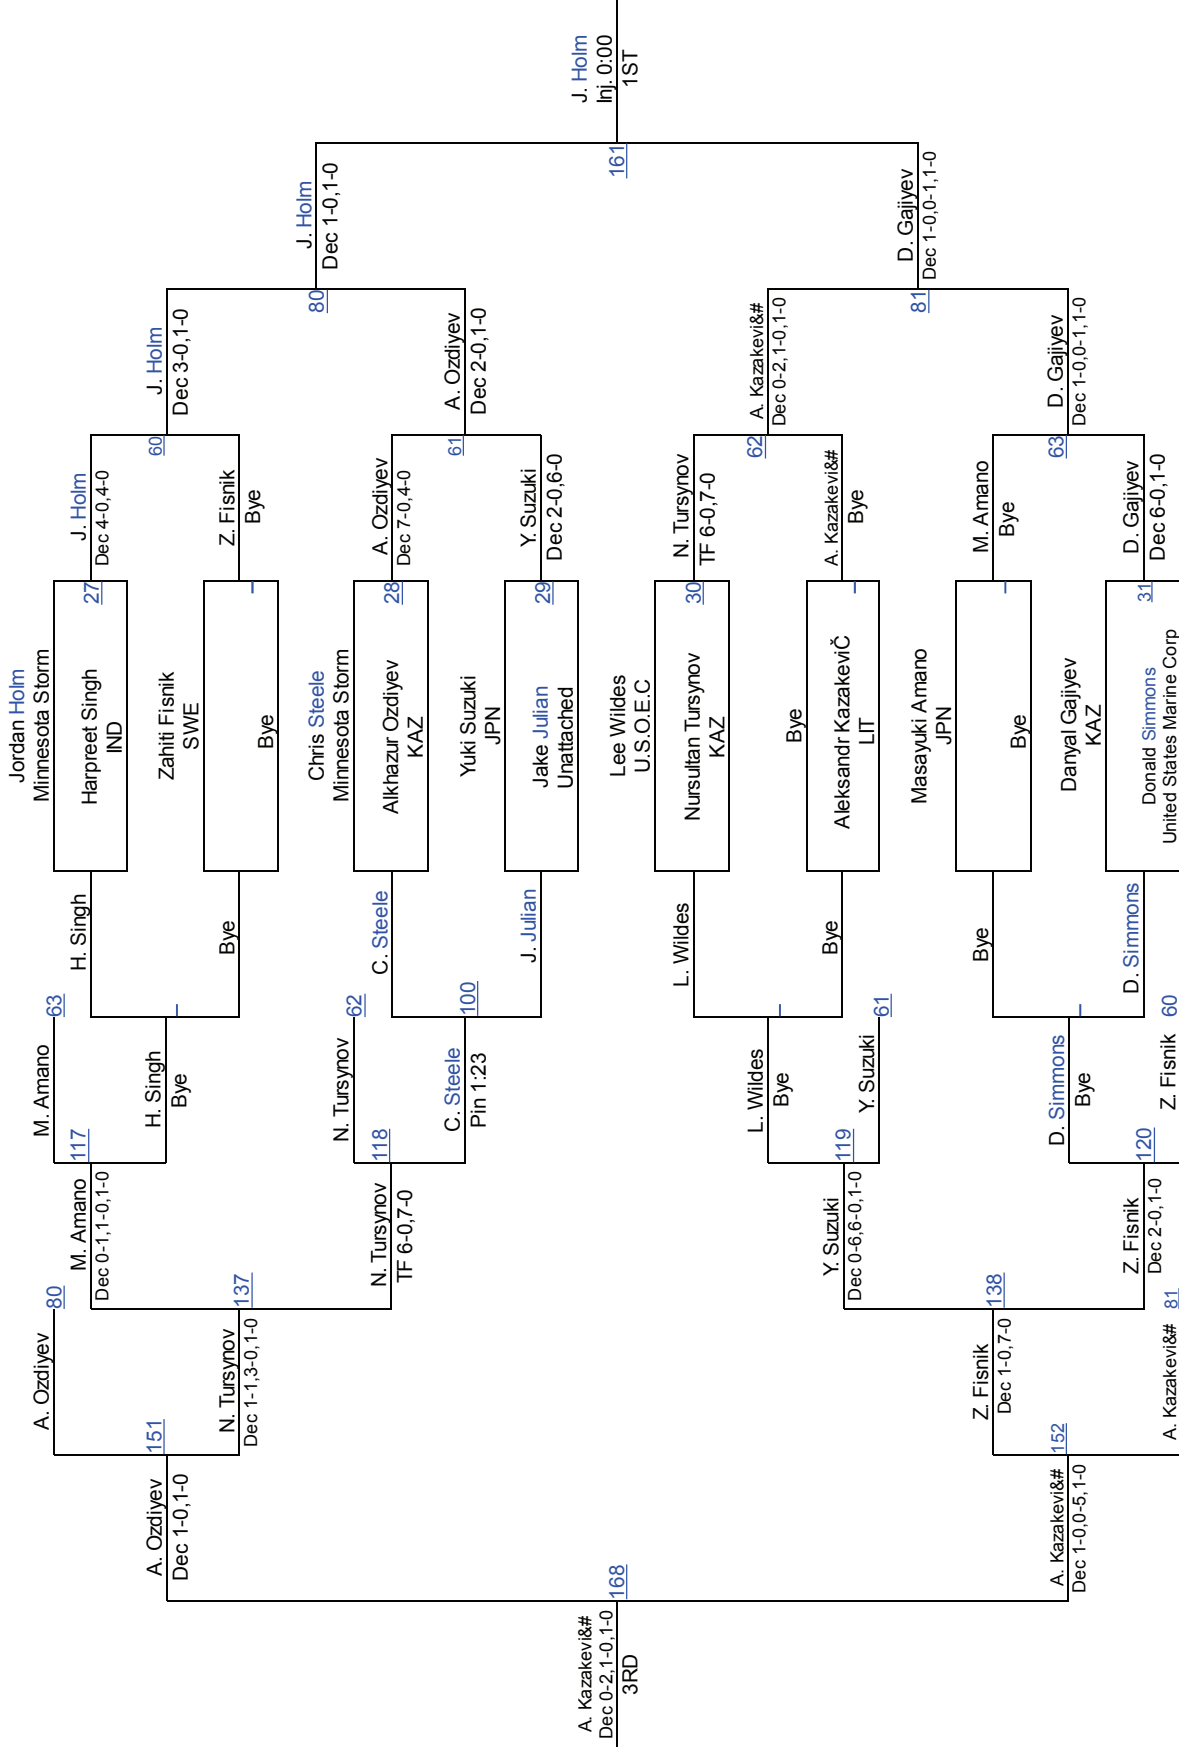 J. Holm
Inj. 0:00
1ST
161
J. Holm
Dec 1-0,1-0
D. Gajiyev
Dec 1-0,0-1,1-0
80
81
J. Holm
Dec 3-0,1-0
A. Ozdiyev
Dec 2-0,1-0
A. Kazakevi&#
Dec 0-2,1-0,1-0
D. Gajiyev
Dec 1-0,0-1,1-0
60
61
62
63
J. Holm
Dec 4-0,4-0
Z. Fisnik
Bye
A. Ozdiyev
Dec 7-0,4-0
Y. Suzuki
Dec 2-0,6-0
N. Tursynov
TF 6-0,7-0
A. Kazakevi&#
Bye
M. Amano
Bye
D. Gajiyev
Dec 6-0,1-0
27
28
29
30
31
Jordan Holm
Minnesota Storm
Harpreet Singh
IND
Zahiti Fisnik
SWE
Bye
Chris Steele
Minnesota Storm
Alkhazur Ozdiyev
KAZ
Yuki Suzuki
JPN
Jake Julian
Unattached
Lee Wildes
U.S.O.E.C
Nursultan Tursynov
KAZ
Bye
Aleksandr KazakeviČ
LIT
Masayuki Amano
JPN
Bye
Danyal Gajiyev
KAZ
Donald Simmons
United States Marine Corp
H. Singh
Bye
C. Steele
J. Julian
L. Wildes
Bye
Bye
D. Simmons
63
62
100
61
60
M. Amano
H. Singh
Bye
N. Tursynov
C. Steele
Pin 1:23
L. Wildes
Bye
Y. Suzuki
D. Simmons
Bye
Z. Fisnik
117
118
119
120
M. Amano
Dec 0-1,1-0,1-0
N. Tursynov
TF 6-0,7-0
Y. Suzuki
Dec 0-6,6-0,1-0
Z. Fisnik
Dec 2-0,1-0
80
137
138
81
A. Ozdiyev
N. Tursynov
Dec 1-1,3-0,1-0
Z. Fisnik
Dec 1-0,7-0
A. Kazakevi&#
151
152
A. Ozdiyev
Dec 1-0,1-0
A. Kazakevi&#
Dec 1-0,0-5,1-0
168
A. Kazakevi&#
Dec 0-2,1-0,1-0
3RD